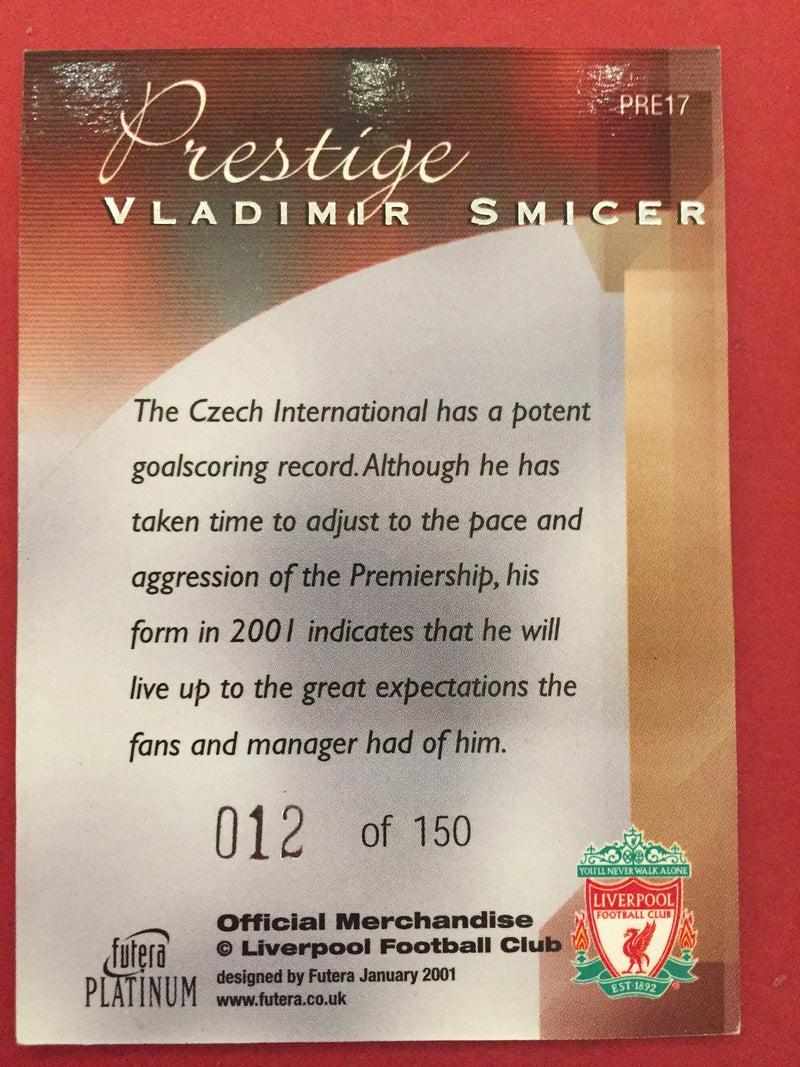 PRE17
Prestige
VLADIMIR SMICER
The Czech International has a potent
goalscoring record. Although he has
taken time to adjust to the pace and
aggression of the Premiership, his
form in 2001 indicates that he will
live up to the great expectations the
fans and manager had of him.
012 of 150
YOU'LL NEVER WALK ALONE
LIVERPOOL
FOOTBALL CLUB
EST·1892
Official Merchandise
© Liverpool Football Club
designed by Futera January 2001
www.futera.co.uk
futera
PLATINUM